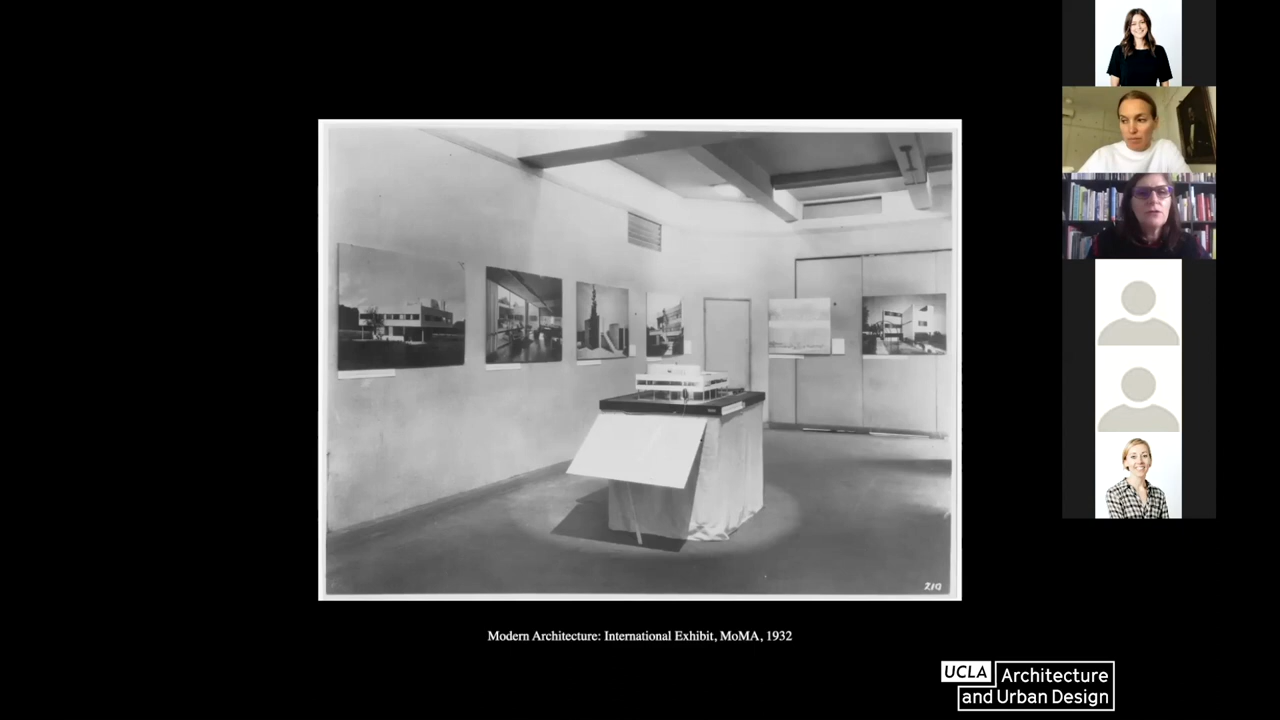 210
Modern Architecture: International Exhibit, MoMA, 1932
UCLA
Architecture
and Urban Design